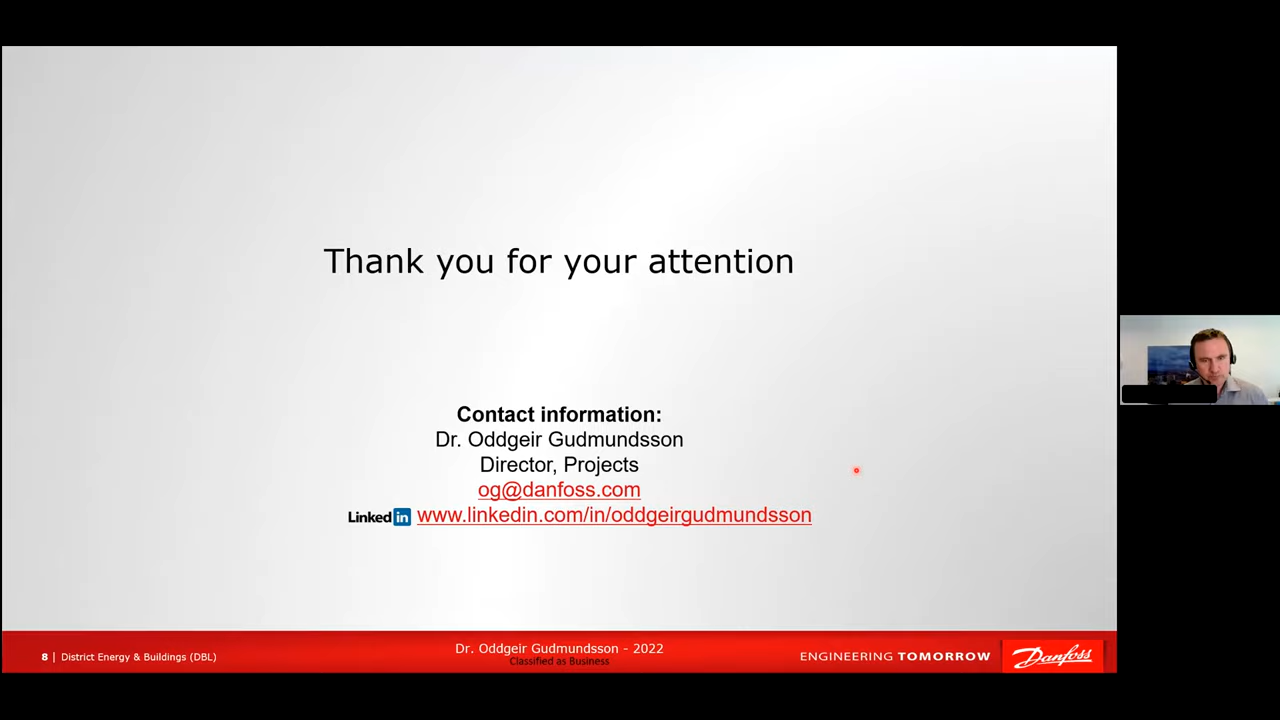 Thank you for your attention
Contact information:
Dr. Oddgeir Gudmundsson
Director, Projects
og@danfoss.com
Linked in www.linkedin.com/in/oddgeirgudmundsson
8 | District Energy & Buildings (DBL)
Dr. Oddgeir Gudmundsson - 2022
Classified as Business
ENGINEERING TOMORROW
Danfoss